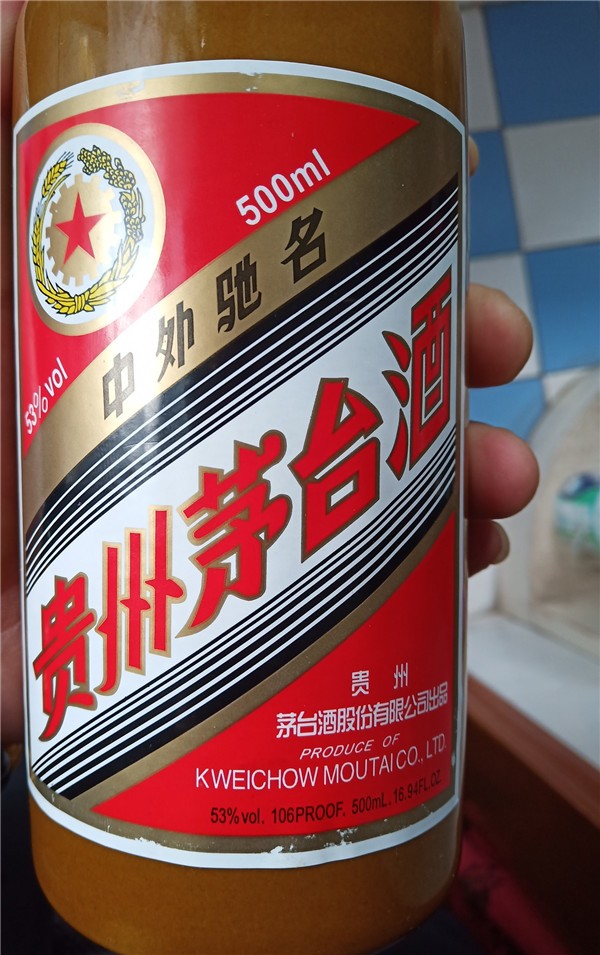 500ml
53%vol
中外驰名
贵州茅台酒
贵州
茅台酒股份有限公司出品
PRODUCE OF
KWEICHOW MOUTAI CO., LTD.
53%vol. 106PROOF. 500mL. 16.94FL.OZ.